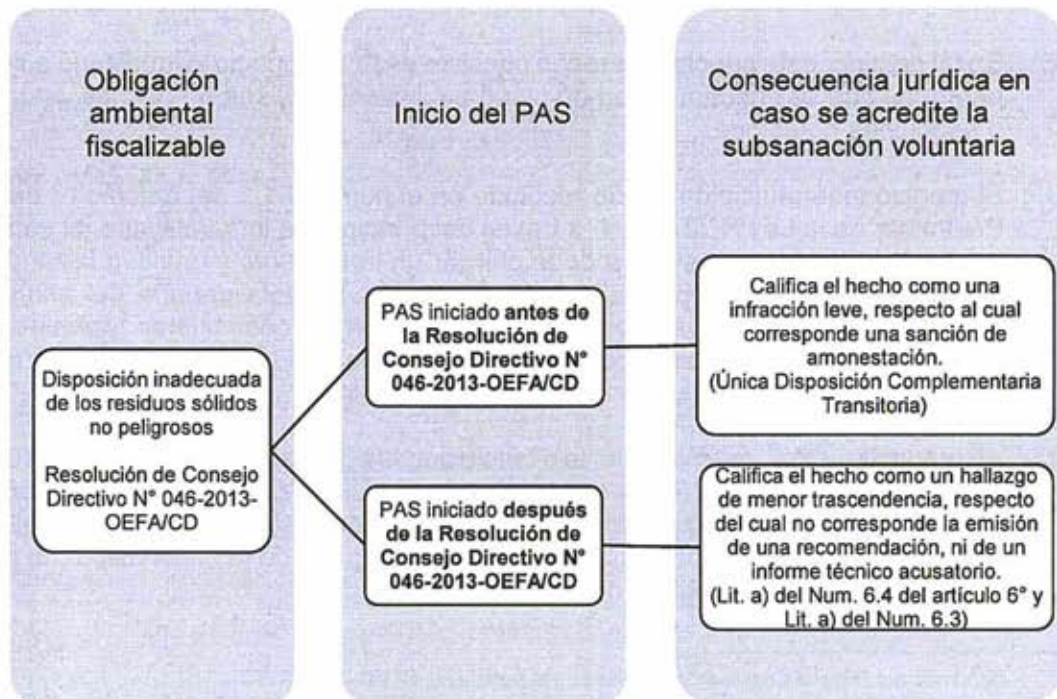 Obligación
ambiental
fiscalizable
Inicio del PAS
Consecuencia jurídica en
caso se acredite la
subsanación voluntaria
Disposición inadecuada
de los residuos sólidos
no peligrosos
Resolución de Consejo
Directivo N° 046-2013-
OEFA/CD
PAS iniciado antes de
la Resolución de
Consejo Directivo N°
046-2013-OEFA/CD
Califica el hecho como una
infracción leve, respecto al cual
corresponde una sanción de
amonestación.
(Única Disposición Complementaria
Transitoria)
PAS iniciado después
de la Resolución de
Consejo Directivo N°
046-2013-OEFA/CD
Califica el hecho como un hallazgo
de menor trascendencia, respecto
del cual no corresponde la emisión
de una recomendación, ni de un
informe técnico acusatorio.
(Lit. a) del Num. 6.4 del artículo 6° y
Lit. a) del Num. 6.3)